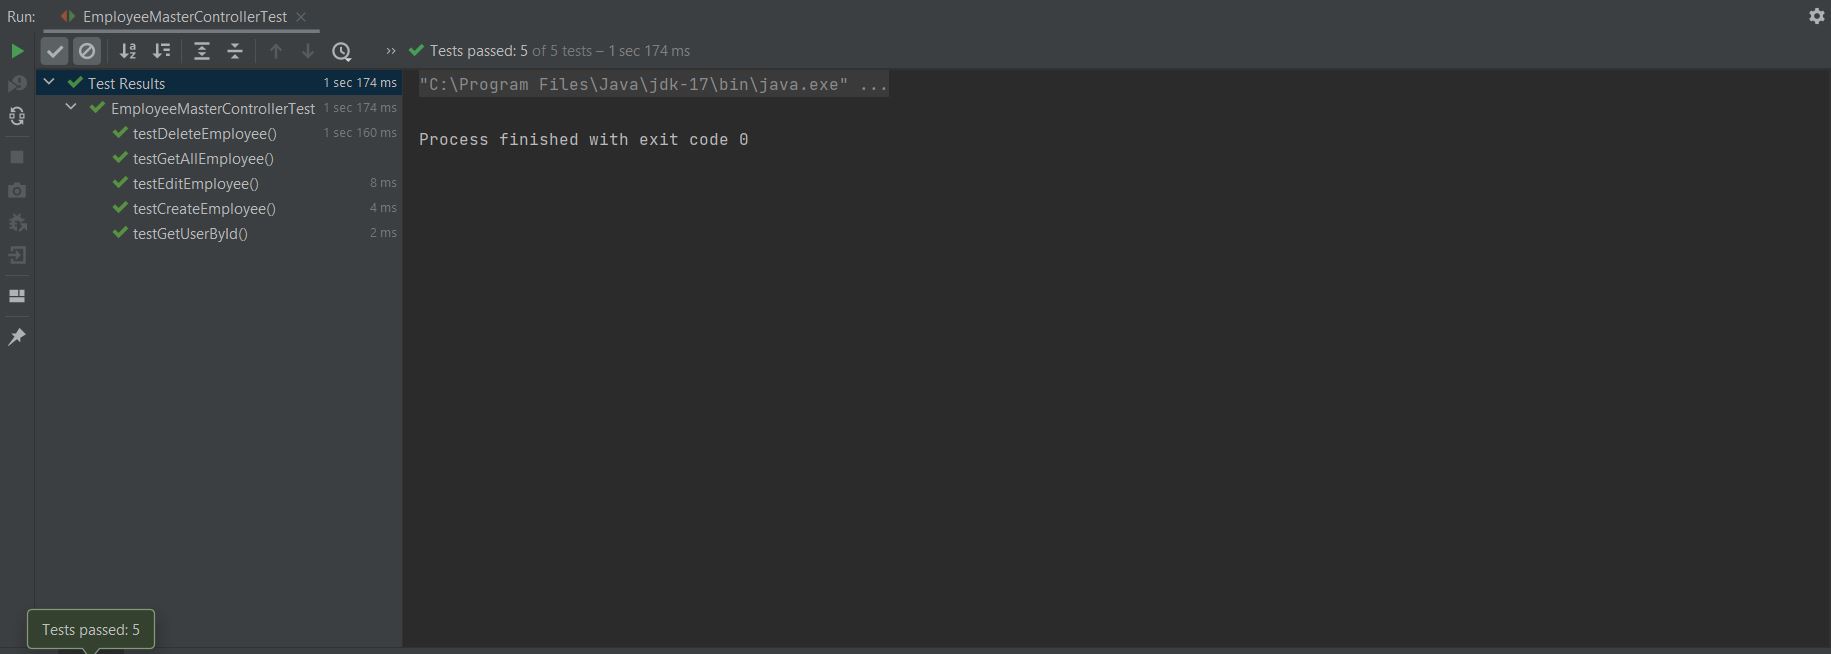 Run: EmployeeMasterControllerTest
Tests passed: 5 of 5 tests – 1 sec 174 ms
Test Results 1 sec 174 ms
EmployeeMasterControllerTest 1 sec 174 ms
testDeleteEmployee() 1 sec 160 ms
testGetAllEmployee()
testEditEmployee() 8 ms
testCreateEmployee() 4 ms
testGetUserById() 2 ms
"C:\Program Files\Java\jdk-17\bin\java.exe" ...
Process finished with exit code 0
Tests passed: 5